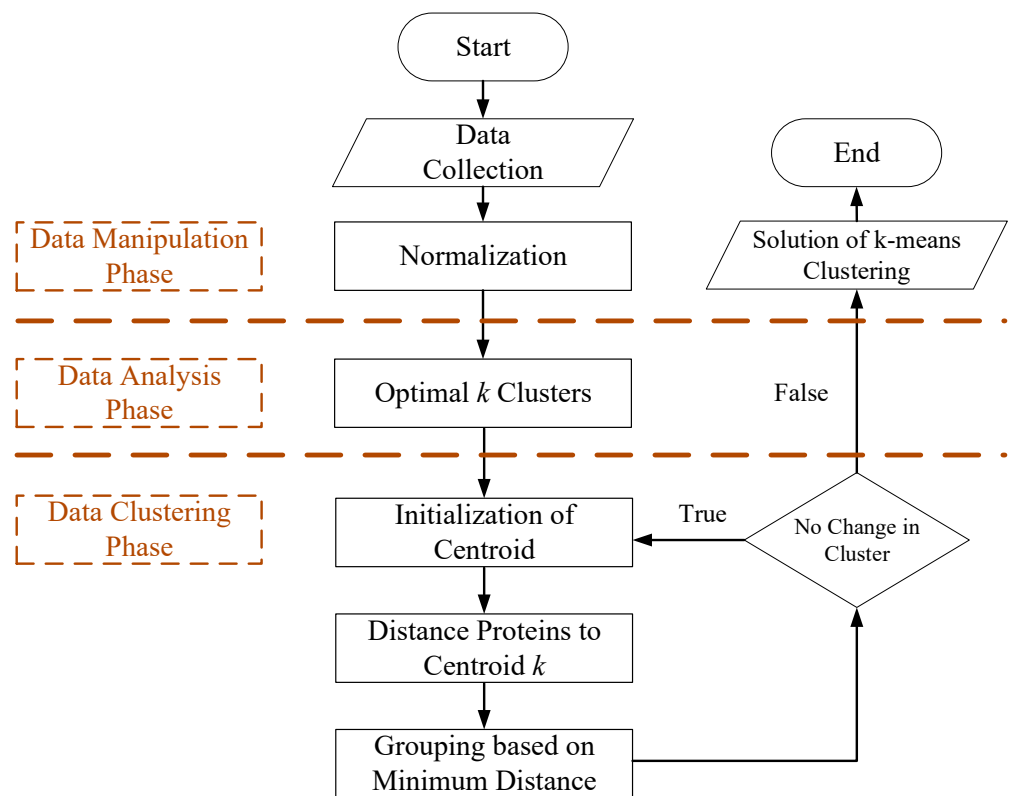 Start
Data
Collection
End
Data Manipulation
Phase
Normalization
Solution of k-means
Clustering
Data Analysis
Phase
Optimal k Clusters
False
Data Clustering
Phase
Initialization of
Centroid
True
No Change in
Cluster
Distance Proteins to
Centroid k
Grouping based on
Minimum Distance